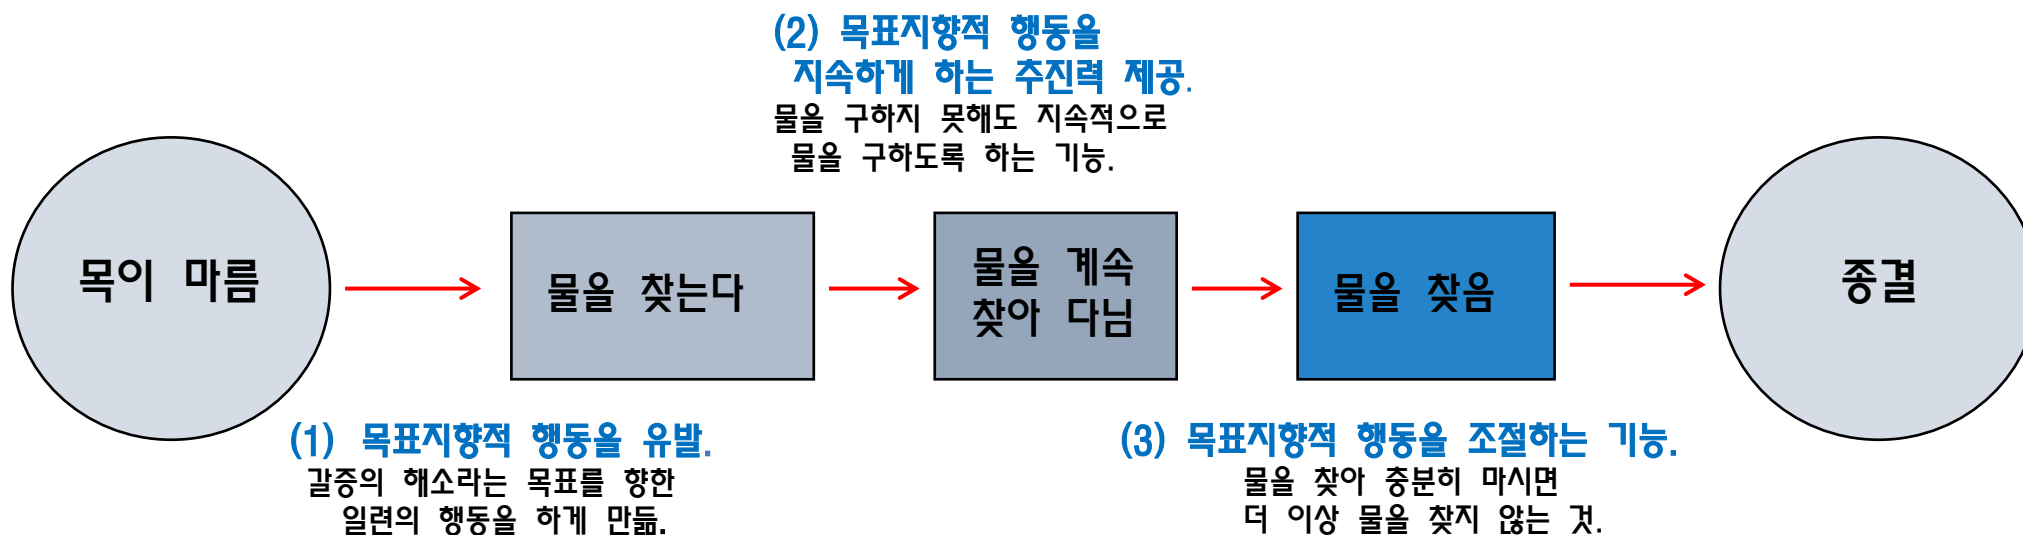 (2) 목표지향적 행동을
지속하게 하는 추진력 제공.
물을 구하지 못해도 지속적으로
물을 구하도록 하는 기능.
목이 마름
물을 찾는다
물을 계속
찾아 다님
물을 찾음
종결
(1) 목표지향적 행동을 유발.
갈증의 해소라는 목표를 향한
일련의 행동을 하게 만듦.
(3) 목표지향적 행동을 조절하는 기능.
물을 찾아 충분히 마시면
더 이상 물을 찾지 않는 것.